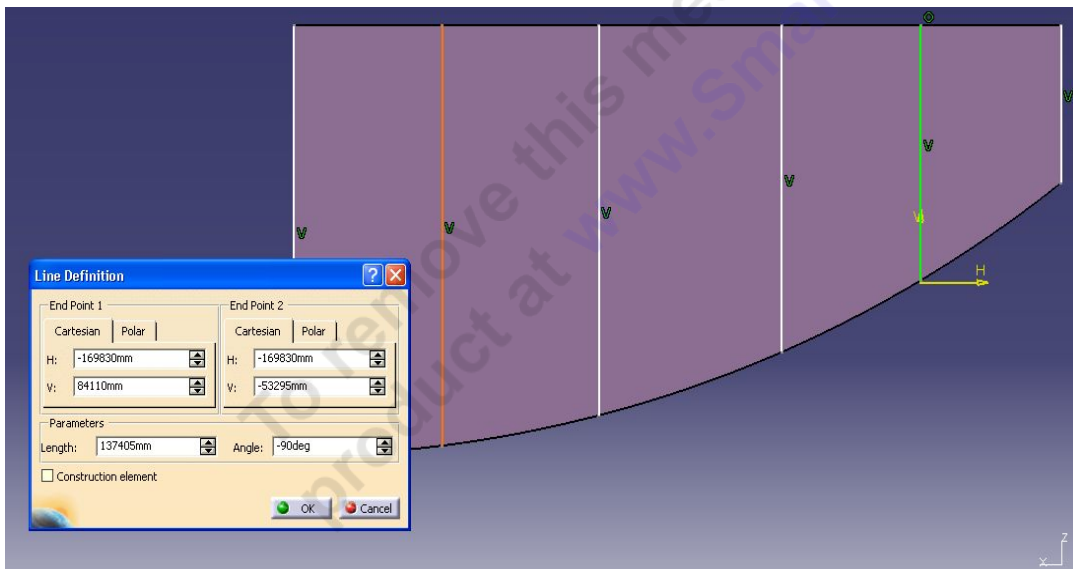 To remove this me
product at www.Smar
V
V
V
V
V
V
V
H
Line Definition
End Point 1
End Point 2
Cartesian Polar
Cartesian Polar
H: -169830mm
H: -169830mm
V: 84110mm
V: -53295mm
Parameters
Length: 137405mm
Angle: -90deg
Construction element
OK
Cancel
z
x